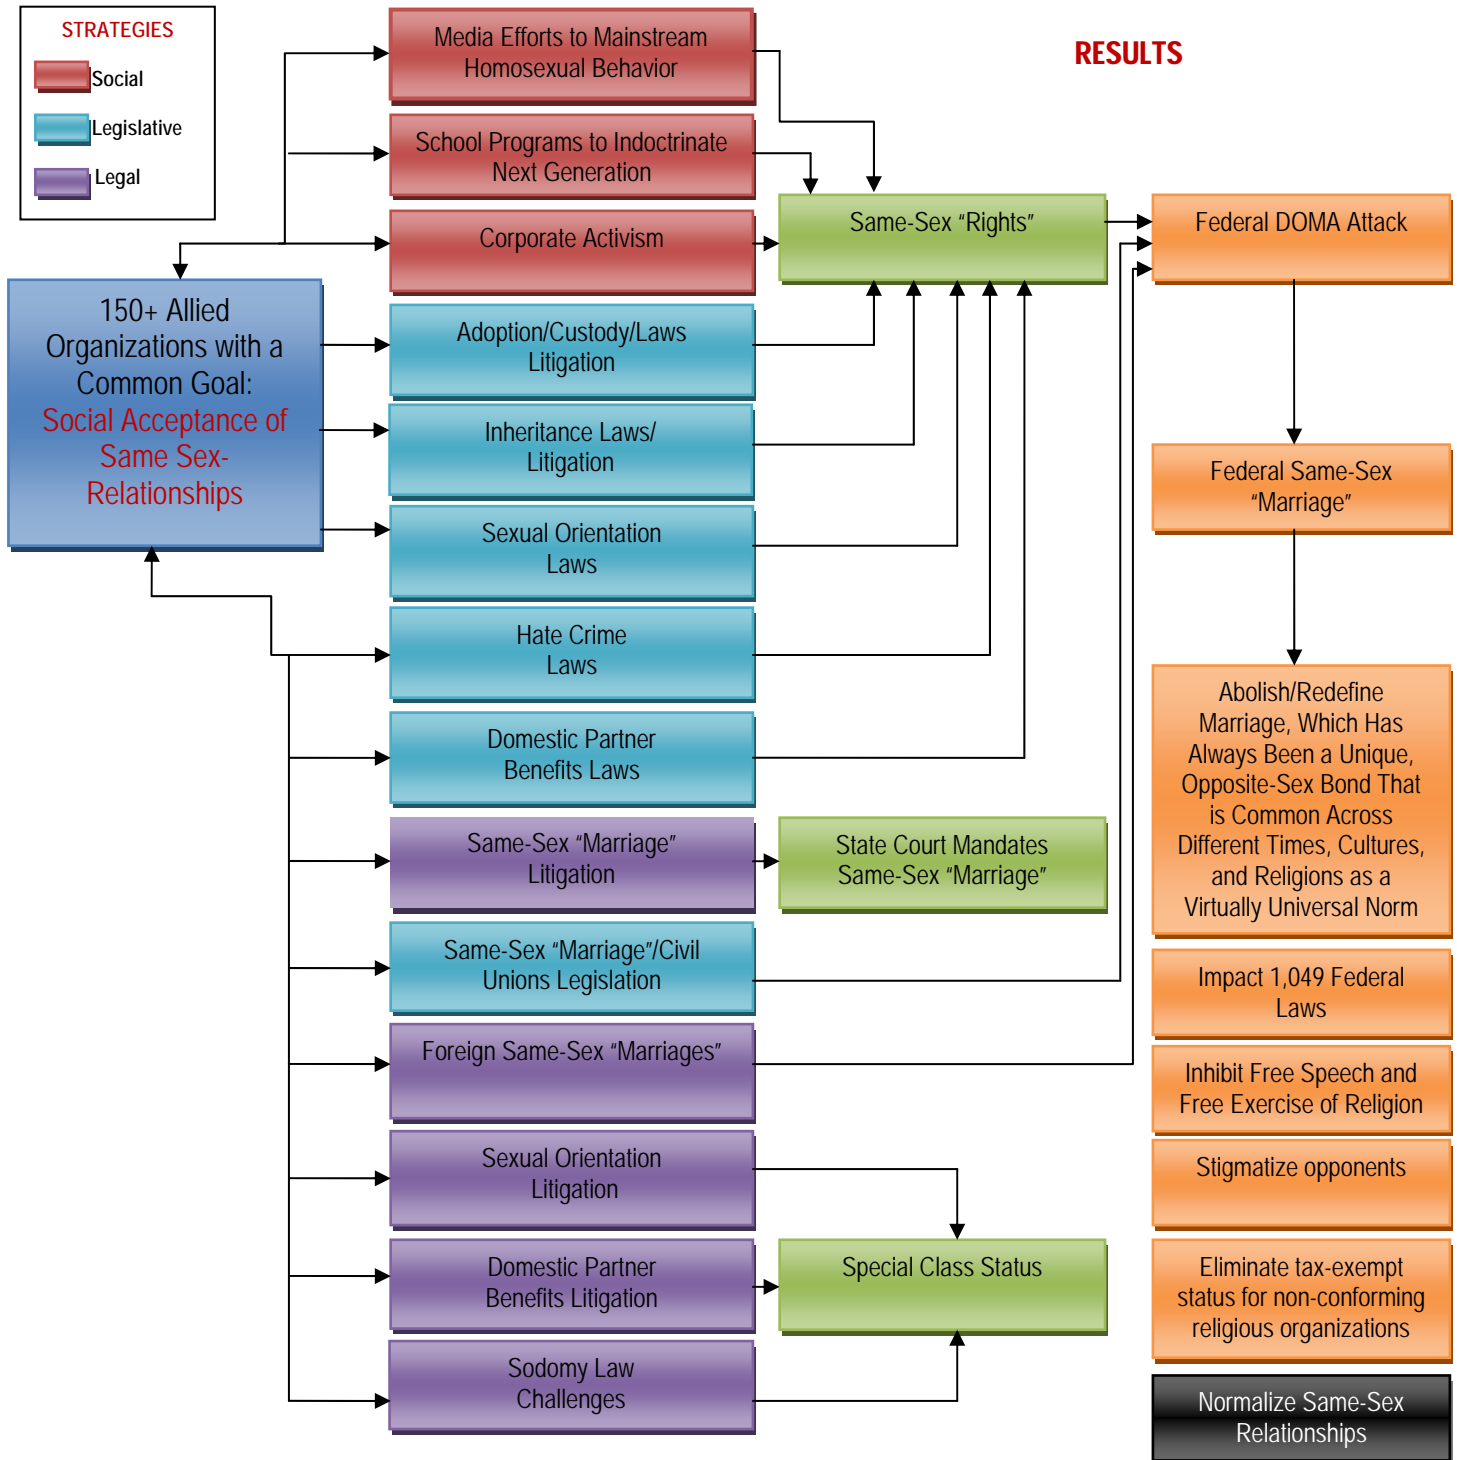 STRATEGIES
Social
Legislative
Legal
RESULTS
150+ Allied
Organizations with a
Common Goal:
Social Acceptance of
Same Sex-
Relationships
Media Efforts to Mainstream
Homosexual Behavior
School Programs to Indoctrinate
Next Generation
Corporate Activism
Adoption/Custody/Laws
Litigation
Inheritance Laws/
Litigation
Sexual Orientation
Laws
Hate Crime
Laws
Domestic Partner
Benefits Laws
Same-Sex “Marriage”
Litigation
Same-Sex “Marriage”/Civil
Unions Legislation
Foreign Same-Sex “Marriages”
Sexual Orientation
Litigation
Domestic Partner
Benefits Litigation
Sodomy Law
Challenges
Same-Sex “Rights”
State Court Mandates
Same-Sex “Marriage”
Special Class Status
Federal DOMA Attack
Federal Same-Sex
“Marriage”
Abolish/Redefine
Marriage, Which Has
Always Been a Unique,
Opposite-Sex Bond That
is Common Across
Different Times, Cultures,
and Religions as a
Virtually Universal Norm
Impact 1,049 Federal
Laws
Inhibit Free Speech and
Free Exercise of Religion
Stigmatize opponents
Eliminate tax-exempt
status for non-conforming
religious organizations
Normalize Same-Sex
Relationships